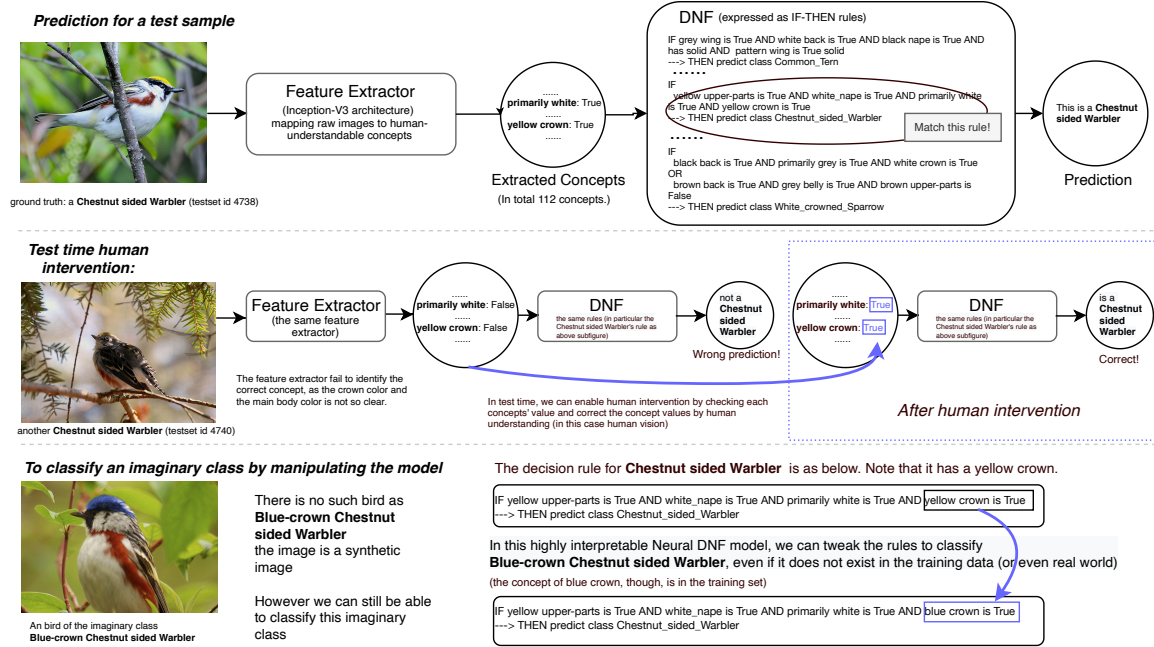 Prediction for a test sample
ground truth: a Chestnut sided Warbler (testset id 4738)
Feature Extractor
(Inception-V3 architecture)
mapping raw images to human-
understandable concepts
......
primarily white: True
...
yellow crown: True
......
Extracted Concepts
(In total 112 concepts.)
DNF (expressed as IF-THEN rules)
IF grey wing is True AND white back is True AND black nape is True AND
has solid AND pattern wing is True solid
---> THEN predict class Common_Tern
......
IF
yellow upper-parts is True AND white_nape is True AND primarily white
is True AND yellow crown is True
---> THEN predict class Chestnut_sided_Warbler
Match this rule!
......
IF
black back is True AND primarily grey is True AND white crown is True
OR
brown back is True AND grey belly is True AND brown upper-parts is
False
---> THEN predict class White_crowned_Sparrow
This is a Chestnut
sided Warbler
Prediction
Test time human
intervention:
another Chestnut sided Warbler (testset id 4740)
Feature Extractor
(the same feature
extractor)
The feature extractor fail to identify the
correct concept, as the crown color and
the main body color is not so clear.
......
primarily white: False
...
yellow crown: False
......
DNF
the same rules (in particular the
Chestnut sided Warbler's rule as
above subfigure)
not a
Chestnut
sided
Warbler
Wrong prediction!
In test time, we can enable human intervention by checking each
concepts' value and correct the concept values by human
understanding (in this case human vision)
......
primarily white: True
...
yellow crown: True
......
DNF
the same rules (in particular the
Chestnut sided Warbler's rule as
above subfigure)
is a
Chestnut
sided
Warbler
Correct!
After human intervention
To classify an imaginary class by manipulating the model
An bird of the imaginary class
Blue-crown Chestnut sided Warbler
There is no such bird as
Blue-crown Chestnut
sided Warbler
the image is a synthetic
image
However we can still be able
to classify this imaginary
class
The decision rule for Chestnut sided Warbler is as below. Note that it has a yellow crown.
IF yellow upper-parts is True AND white_nape is True AND primarily white is True AND yellow crown is True
---> THEN predict class Chestnut_sided_Warbler
In this highly interpretable Neural DNF model, we can tweak the rules to classify
Blue-crown Chestnut sided Warbler, even if it does not exist in the training data (or even real world)
(the concept of blue crown, though, is in the training set)
IF yellow upper-parts is True AND white_nape is True AND primarily white is True AND blue crown is True
---> THEN predict class Chestnut_sided_Warbler